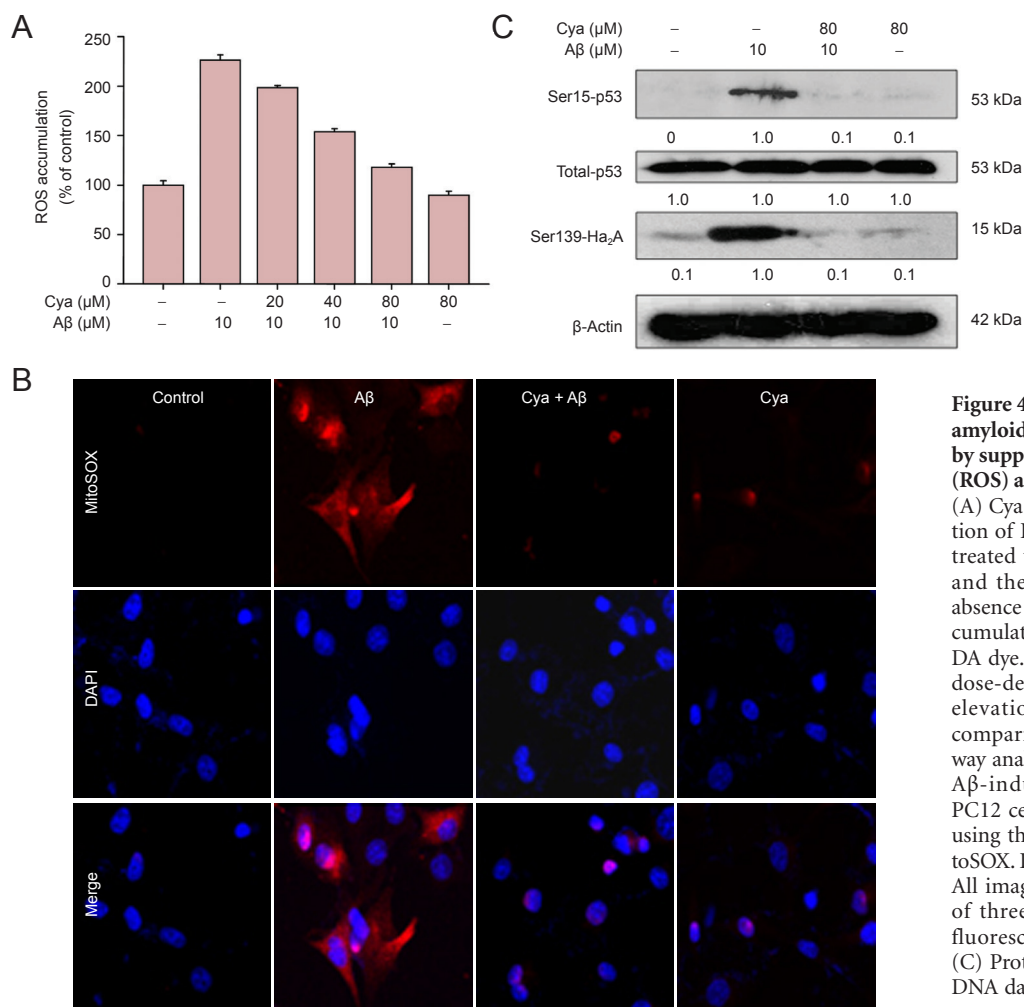 A
250
200
150
100
50
0
ROS accumulation
(% of control)
Cya (µM) – – 20 40 80 80
Aβ (µM) – 10 10 10 10 –
C
Cya (µM) – – 80 80
Aβ (µM) – 10 10 –
Ser15-p53 53 kDa
0 1.0 0.1 0.1
Total-p53 53 kDa
1.0 1.0 1.0 1.0
Ser139-Ha₂A 15 kDa
0.1 1.0 0.1 0.1
β-Actin 42 kDa
B
Control Aβ Cya + Aβ Cya
MitoSOX
DAPI
Merge
Figure 4
amyloid
by supp
(ROS) a
(A) Cya
tion of
treated
and the
absence
cumulat
DA dye.
dose-de
elevatio
compari
way ana
Aβ-indu
PC12 ce
using th
toSOX.
All imag
of three
fluoresc
(C) Prot
DNA da